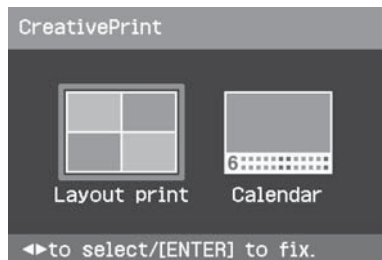 CreativePrint
6
Layout print Calendar
◄►to select/[ENTER] to fix.